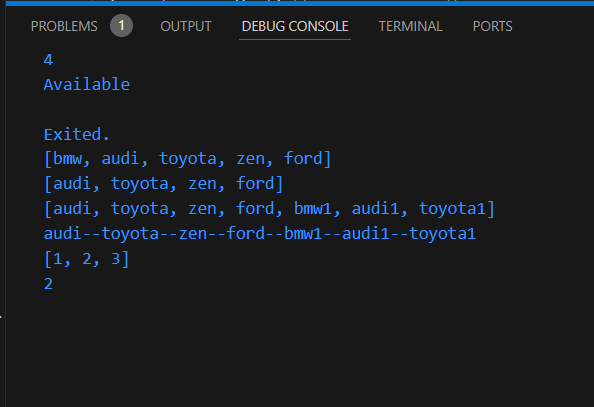 PROBLEMS 1 OUTPUT DEBUG CONSOLE TERMINAL PORTS
4
Available
Exited.
[bmw, audi, toyota, zen, ford]
[audi, toyota, zen, ford]
[audi, toyota, zen, ford, bmw1, audi1, toyota1]
audi--toyota--zen--ford--bmw1--audi1--toyota1
[1, 2, 3]
2